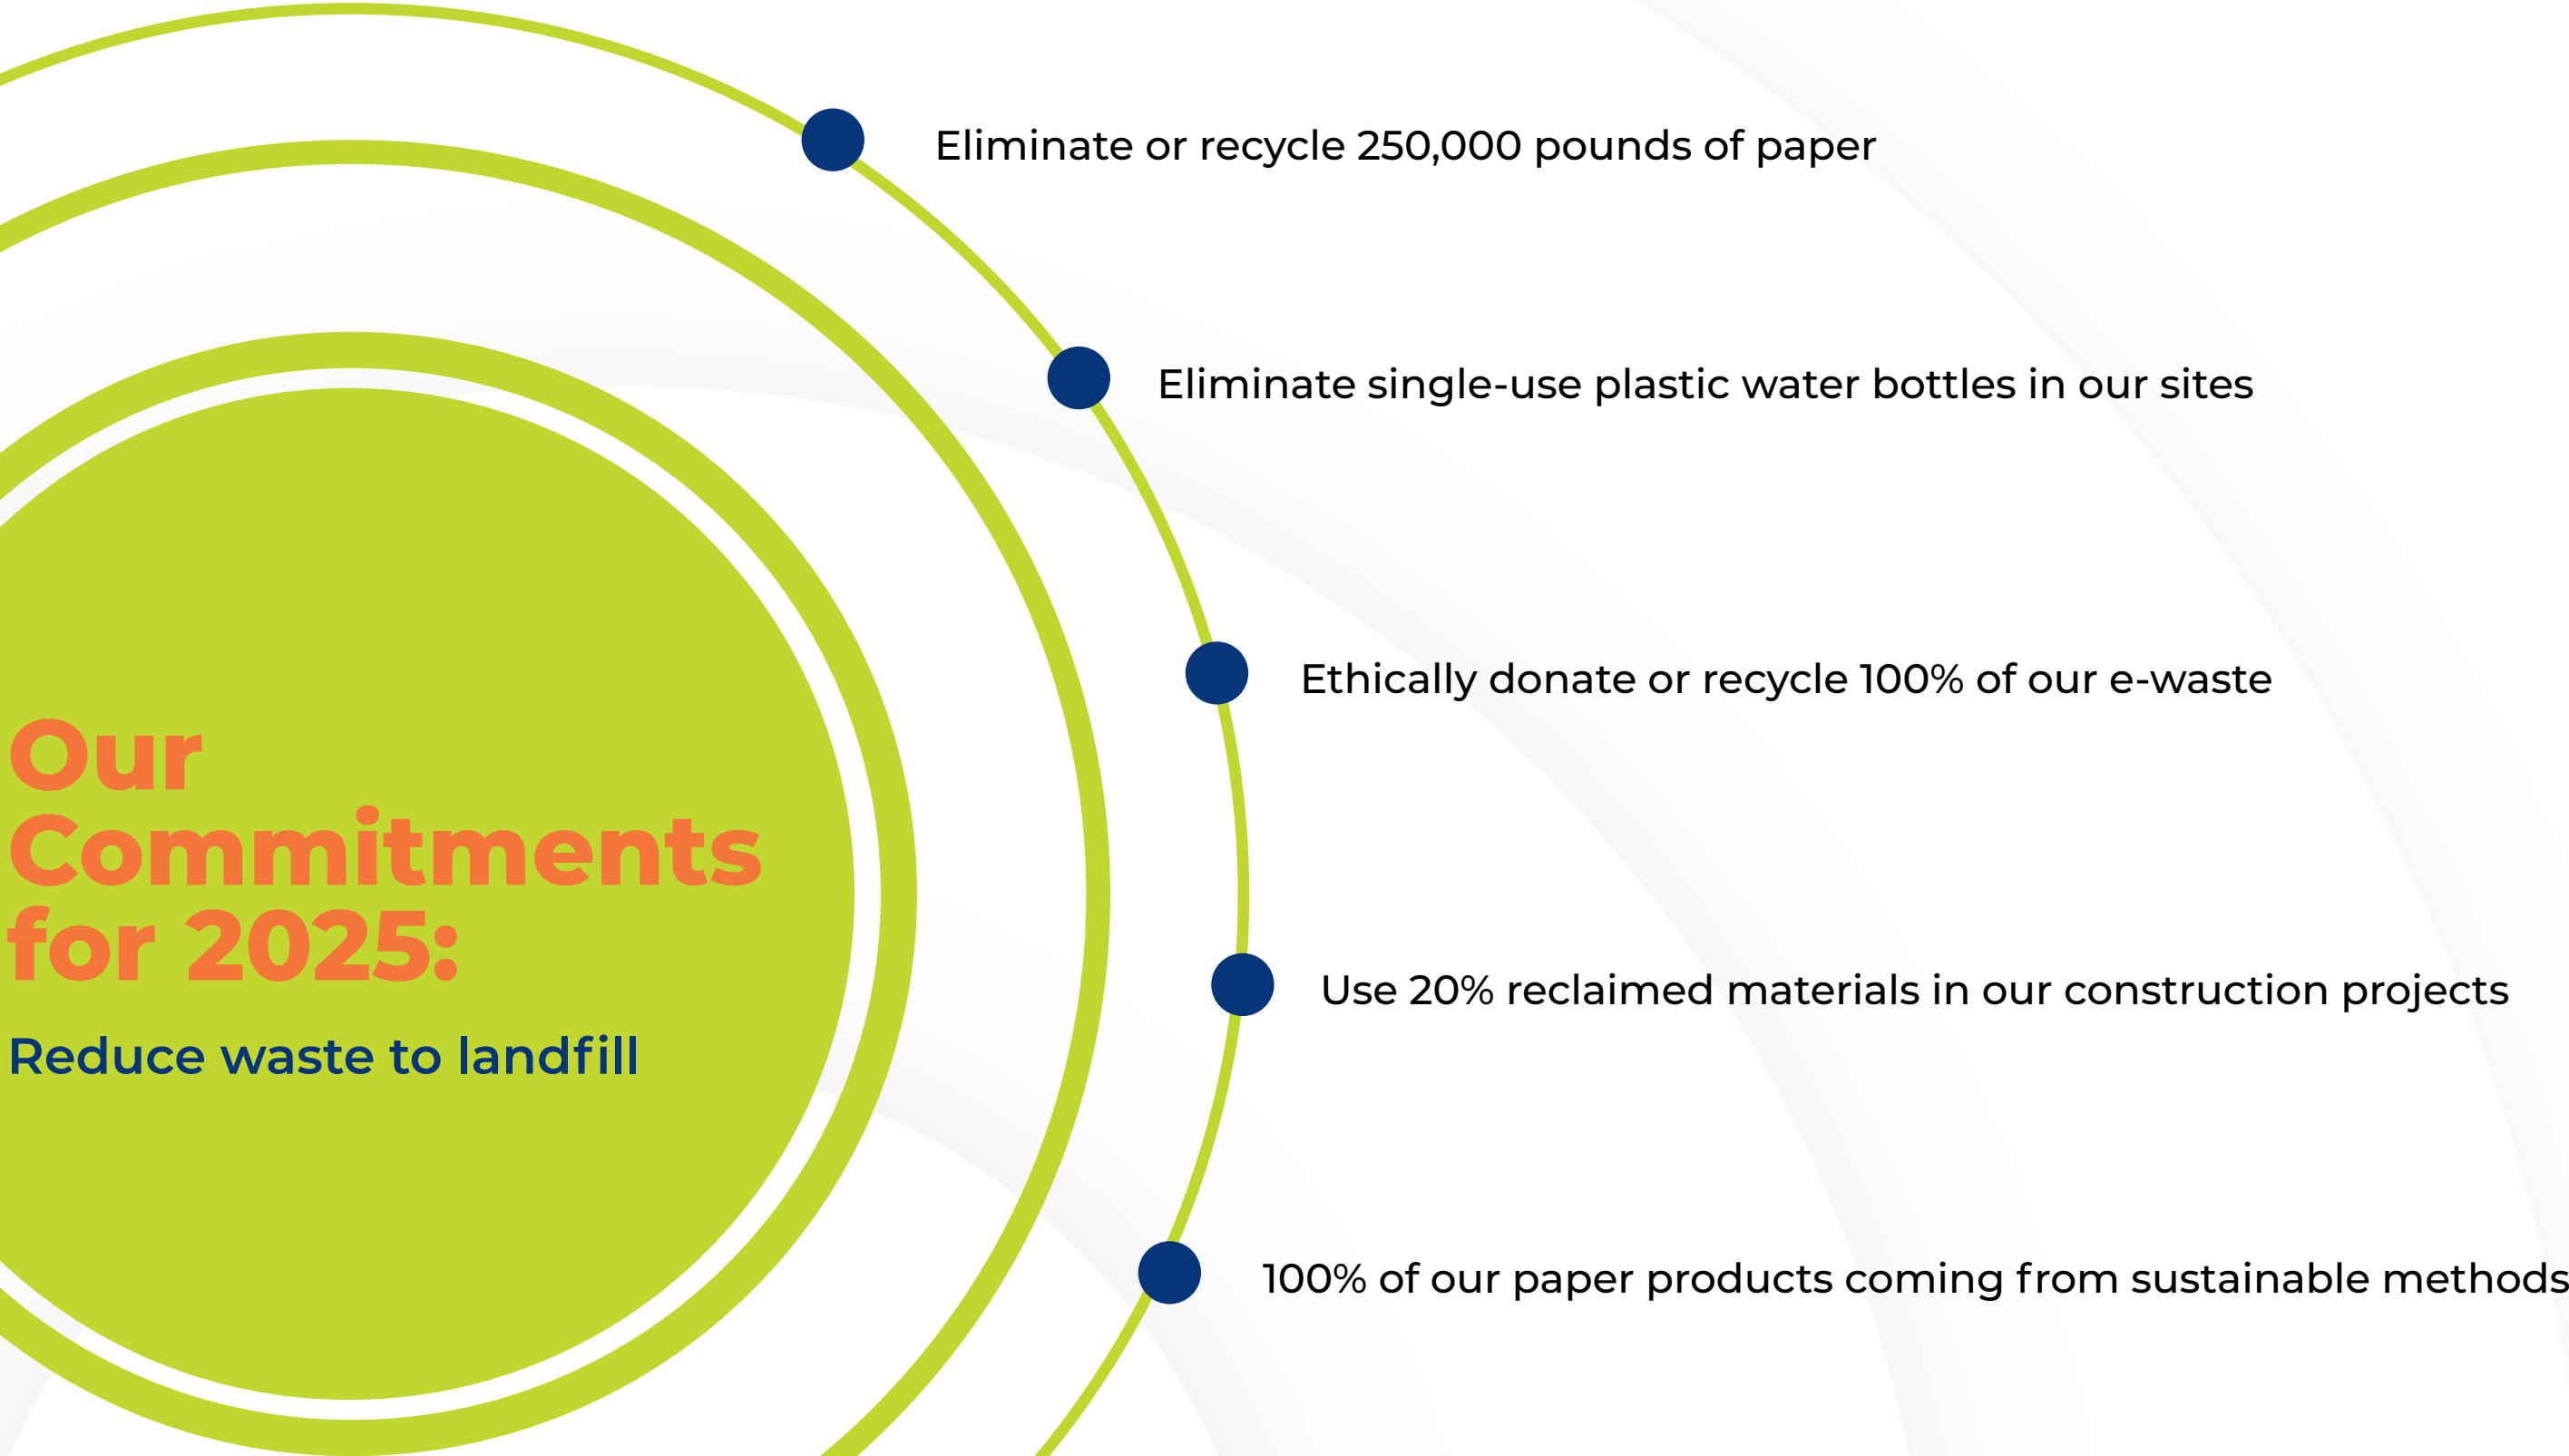 Our
Commitments
for 2025:
Reduce waste to landfill
Eliminate or recycle 250,000 pounds of paper
Eliminate single-use plastic water bottles in our sites
Ethically donate or recycle 100% of our e-waste
Use 20% reclaimed materials in our construction projects
100% of our paper products coming from sustainable methods